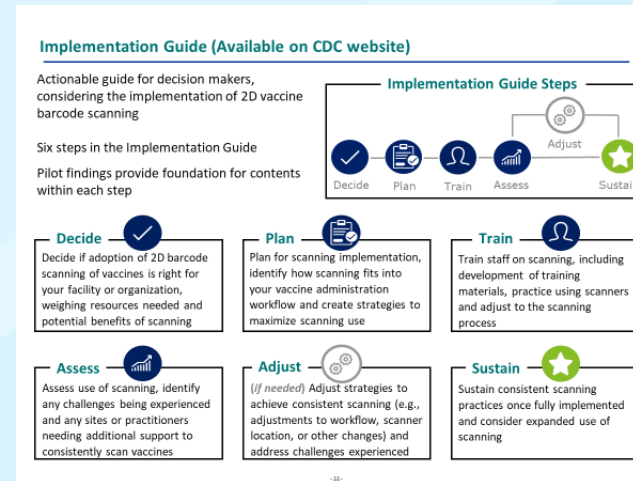 Implementation Guide (Available on CDC website)
Actionable guide for decision makers,
considering the implementation of 2D vaccine
barcode scanning
Six steps in the Implementation Guide
Pilot findings provide foundation for contents
within each step
Implementation Guide Steps
Adjust
Decide
Plan
Train
Assess
Sustai
Decide
Decide if adoption of 2D barcode
scanning of vaccines is right for
your facility or organization,
weighing resources needed and
potential benefits of scanning
Plan
Plan for scanning implementation,
identify how scanning fits into
your vaccine administration
workflow and create strategies to
maximize scanning use
Train
Train staff on scanning, including
development of training
materials, practice using scanners
and adjust to the scanning
process
Assess
Assess use of scanning, identify
any challenges being experienced
and any sites or practitioners
needing additional support to
consistently scan vaccines
Adjust
(if needed) Adjust strategies to
achieve consistent scanning (e.g.,
adjustments to workflow, scanner
location, or other changes) and
address challenges experienced
Sustain
Sustain consistent scanning
practices once fully implemented
and consider expanded use of
scanning